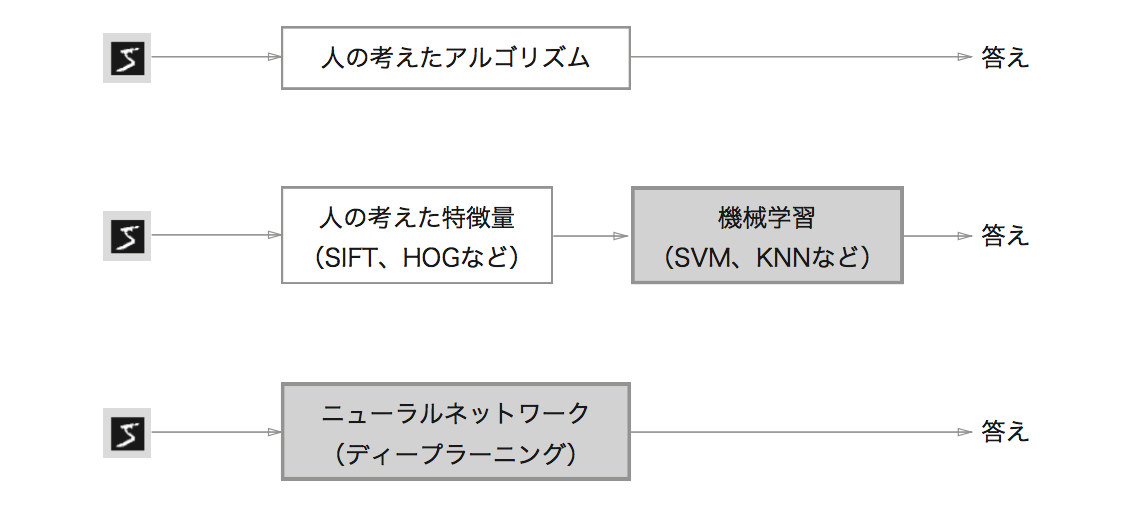 人の考えたアルゴリズム
答え
人の考えた特徴量
（SIFT、HOGなど）
機械学習
（SVM、KNNなど）
答え
ニューラルネットワーク
（ディープラーニング）
答え